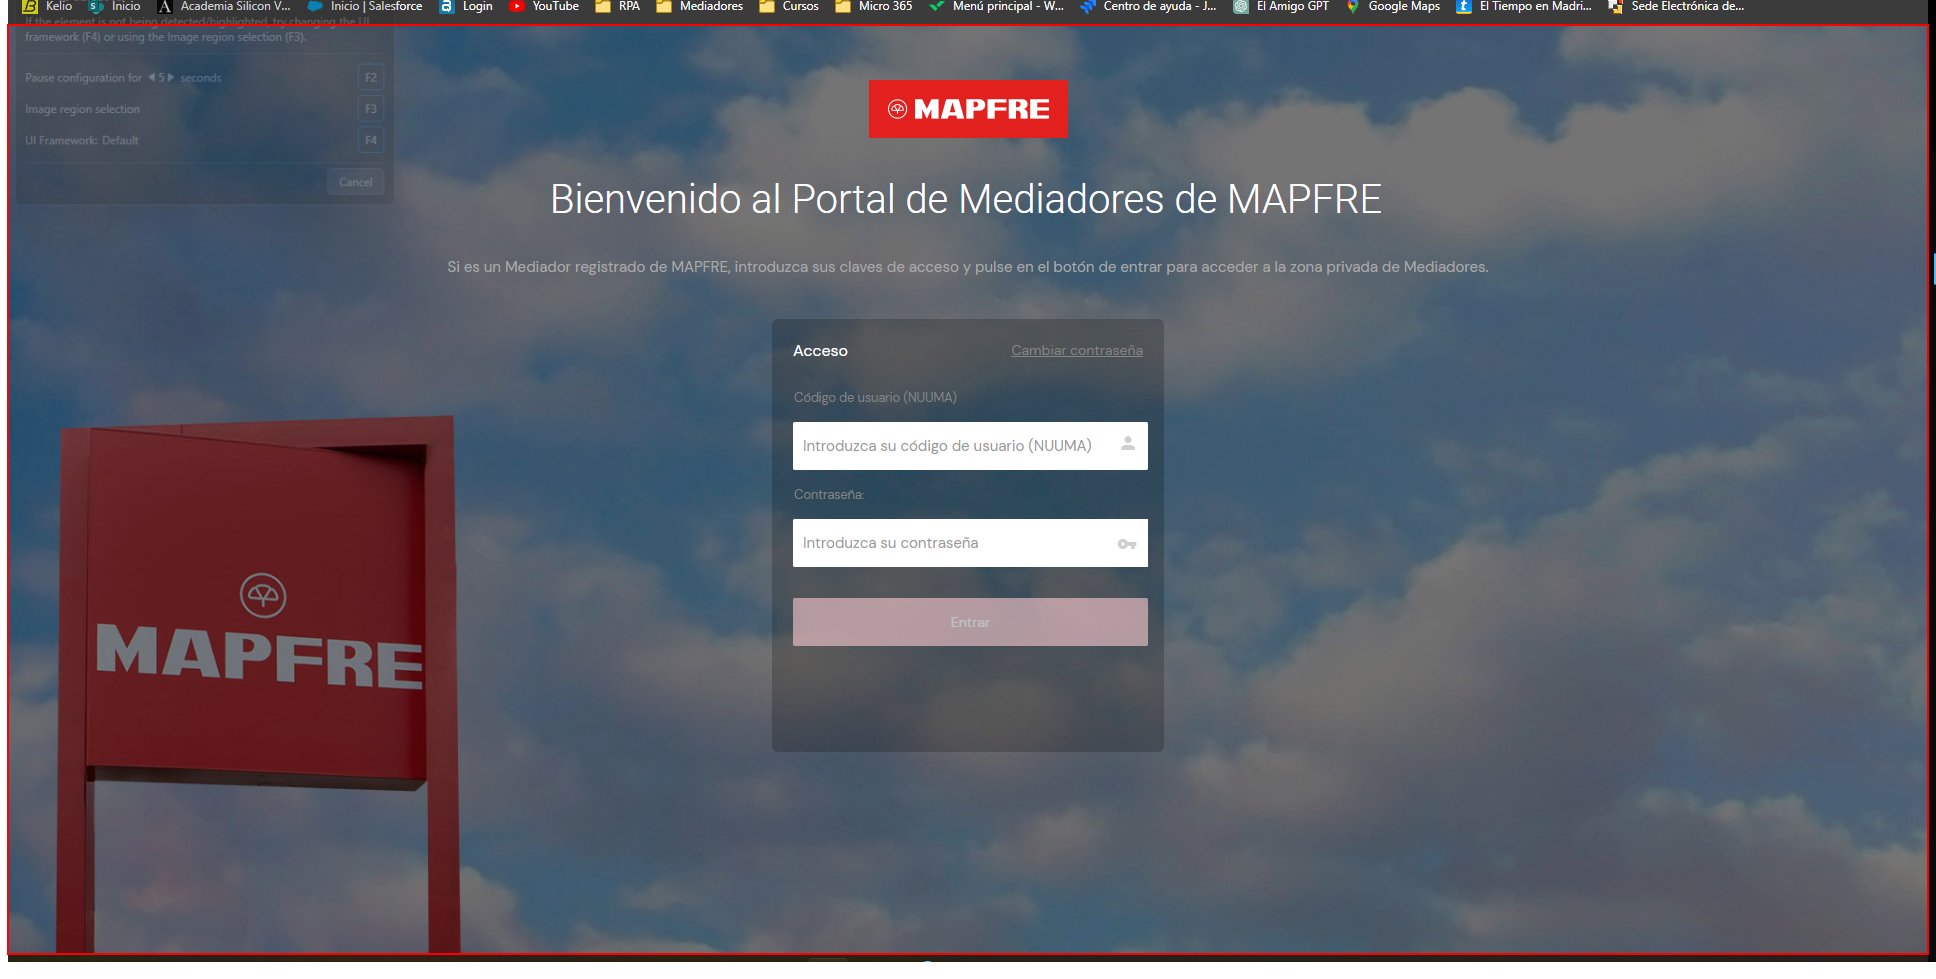 Kelio Inicio Academia Silicon V... Inicio | Salesforce Login YouTube RPA Mediadores Cursos Micro 365 Menú principal - W... Centro de ayuda - J... El Amigo GPT Google Maps El Tiempo en Madri... Sede Electrónica de...
If the element is not being detected/highlighted, try changing the UI
framework (F4) or using the Image region selection (F3).
Pause configuration for 5 seconds F2
Image region selection F3
UI Framework: Default F4
Cancel
MAPFRE
Bienvenido al Portal de Mediadores de MAPFRE
Si es un Mediador registrado de MAPFRE, introduzca sus claves de acceso y pulse en el botón de entrar para acceder a la zona privada de Mediadores.
Acceso Cambiar contraseña
Código de usuario (NUUMA)
Introduzca su código de usuario (NUUMA)
Contraseña:
Introduzca su contraseña
Entrar
MAPFRE